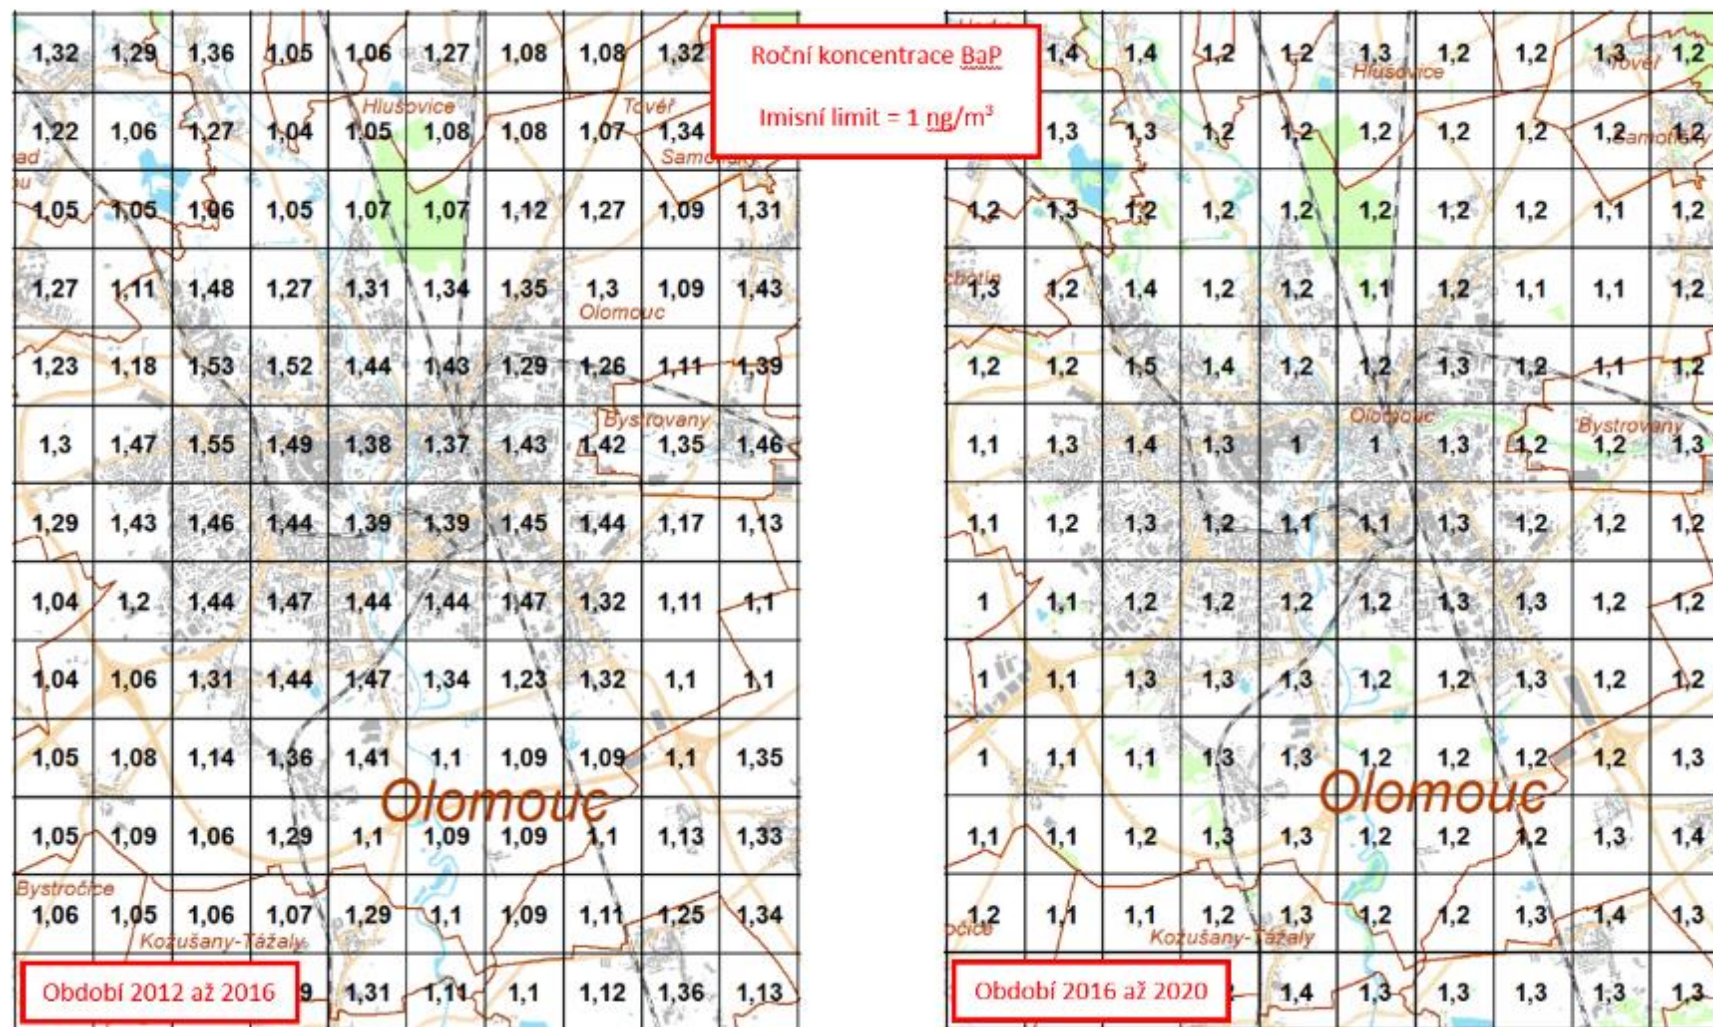 1,32 1,29 1,36 1,05 1,06 1,27 1,08 1,08 1,32
Hlušovice Tovéř
1,22 1,06 1,27 1,04 1,05 1,08 1,08 1,07 1,34
Samotišky
1,05 1,05 1,06 1,05 1,07 1,07 1,12 1,27 1,09 1,31
1,27 1,11 1,48 1,27 1,31 1,34 1,35 1,3 1,09 1,43
Olomouc
1,23 1,18 1,53 1,52 1,44 1,43 1,29 1,26 1,11 1,39
Bystrovany
1,3 1,47 1,55 1,49 1,38 1,37 1,43 1,42 1,35 1,46
1,29 1,43 1,46 1,44 1,39 1,39 1,45 1,44 1,17 1,13
1,04 1,2 1,44 1,47 1,44 1,44 1,47 1,32 1,11 1,1
1,04 1,06 1,31 1,44 1,47 1,34 1,23 1,32 1,1 1,1
1,05 1,08 1,14 1,36 1,41 1,1 1,09 1,09 1,1 1,35
Olomouc
1,05 1,09 1,06 1,29 1,1 1,09 1,09 1,1 1,13 1,33
Bystročice
1,06 1,05 1,06 1,07 1,29 1,1 1,09 1,11 1,25 1,34
Kožušany-Tážaly
Období 2012 až 2016
9 1,31 1,11 1,1 1,12 1,36 1,13
Roční koncentrace BaP
Imisní limit = 1 ng/m³
1,4 1,4 1,2 1,2 1,3 1,2 1,2 1,3 1,2
Hlušovice Tovéř
1,3 1,3 1,2 1,2 1,2 1,2 1,2 1,2 1,2
Samotišky
1,2 1,3 1,2 1,2 1,2 1,2 1,2 1,2 1,1 1,2
chotín
1,3 1,2 1,4 1,2 1,2 1,1 1,2 1,1 1,1 1,2
1,2 1,2 1,5 1,4 1,2 1,2 1,3 1,2 1,1 1,2
Olomouc Bystrovany
1,1 1,3 1,4 1,3 1 1 1,3 1,2 1,2 1,3
1,1 1,2 1,3 1,2 1,1 1,1 1,3 1,2 1,2 1,2
1 1,1 1,2 1,2 1,2 1,2 1,3 1,3 1,2 1,2
1 1,1 1,3 1,3 1,3 1,2 1,2 1,3 1,2 1,2
1 1,1 1,1 1,3 1,3 1,2 1,2 1,2 1,2 1,3
Olomouc
1,1 1,1 1,2 1,3 1,3 1,2 1,2 1,2 1,3 1,4
1,2 1,1 1,1 1,2 1,3 1,2 1,2 1,3 1,4 1,3
očice Kožušany-Tážaly
Období 2016 až 2020
1,4 1,3 1,3 1,3 1,3 1,3